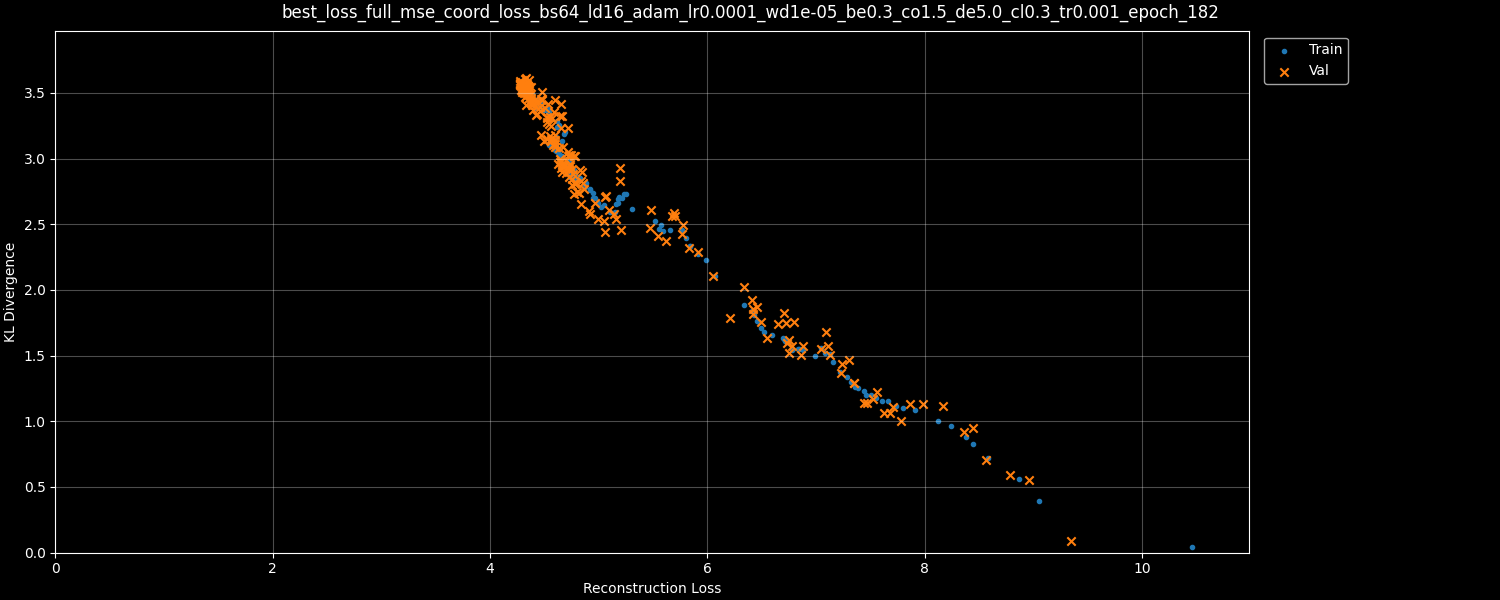 best_loss_full_mse_coord_loss_bs64_ld16_adam_lr0.0001_wd1e-05_be0.3_co1.5_de5.0_cl0.3_tr0.001_epoch_182
Train
Val
KL Divergence
3.5
3.0
2.5
2.0
1.5
1.0
0.5
0.0
0 2 4 6 8 10
Reconstruction Loss